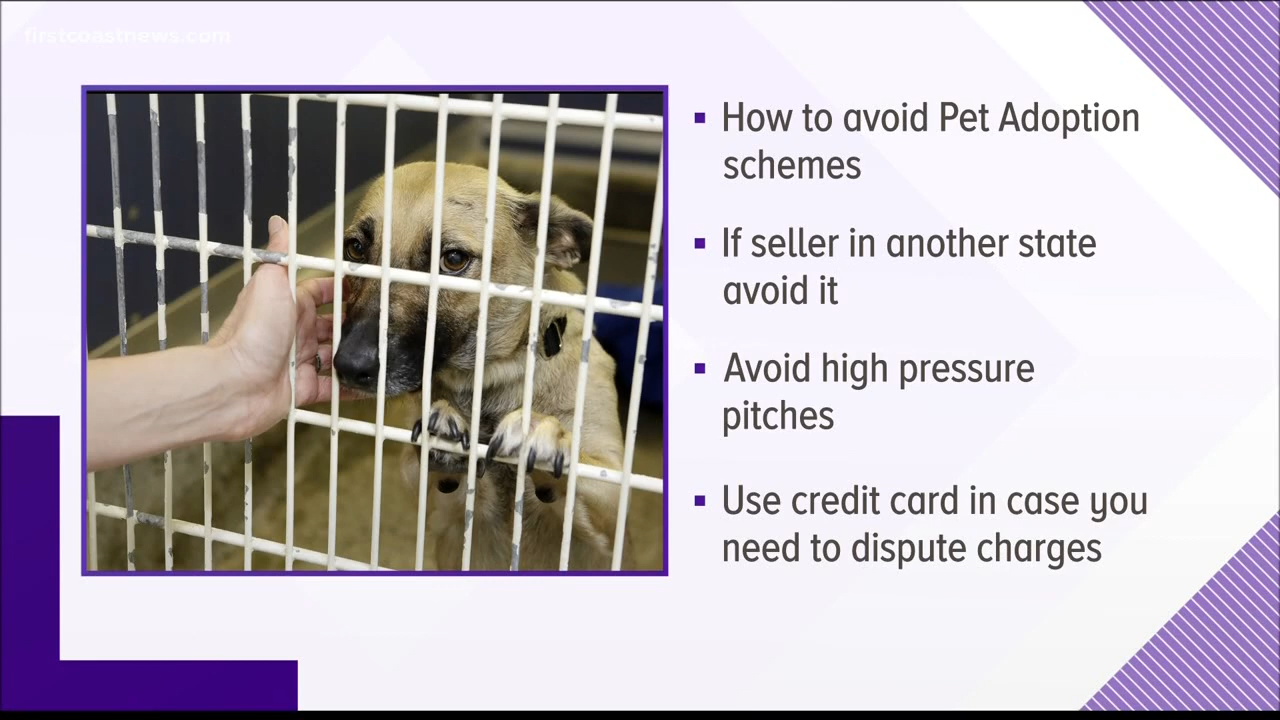 firstcoastnews.com
▪ How to avoid Pet Adoption
schemes
▪ If seller in another state
avoid it
▪ Avoid high pressure
pitches
▪ Use credit card in case you
need to dispute charges